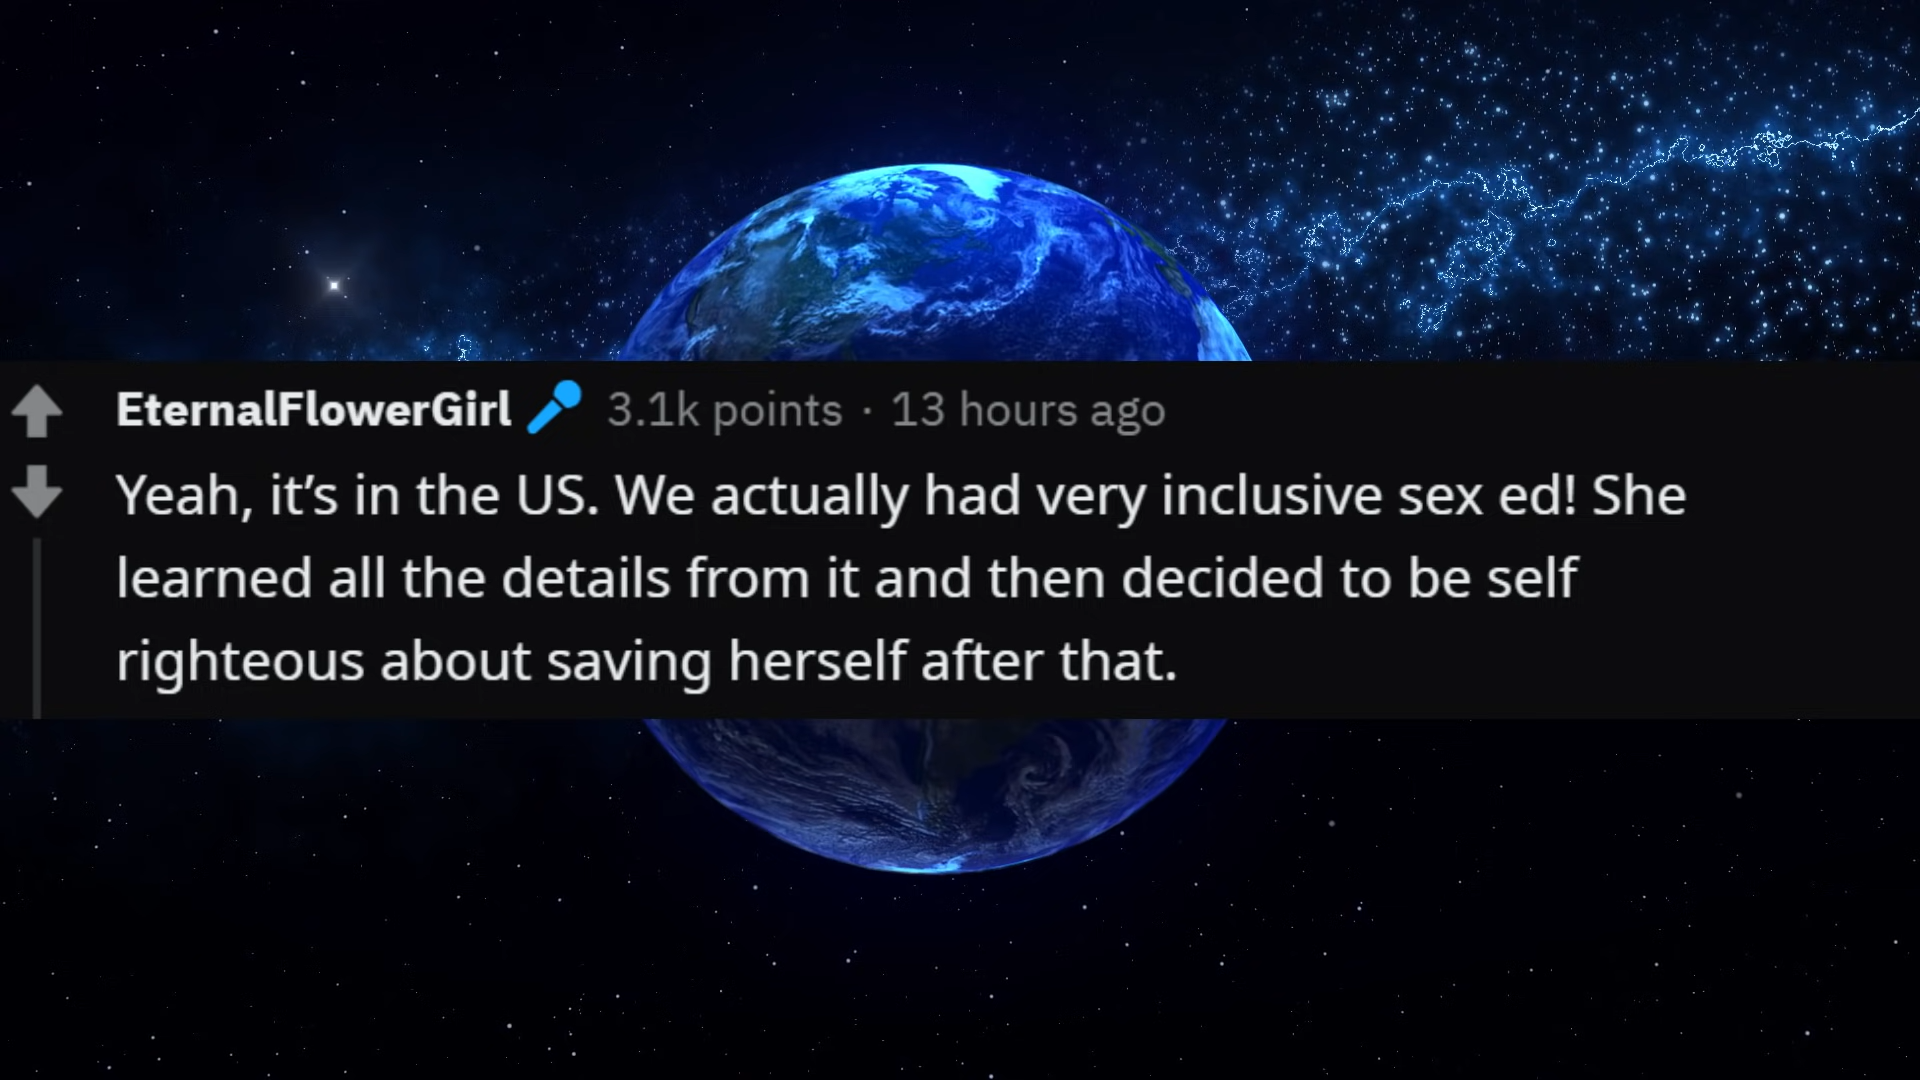 EternalFlowerGirl 3.1k points · 13 hours ago
Yeah, it’s in the US. We actually had very inclusive sex ed! She
learned all the details from it and then decided to be self
righteous about saving herself after that.